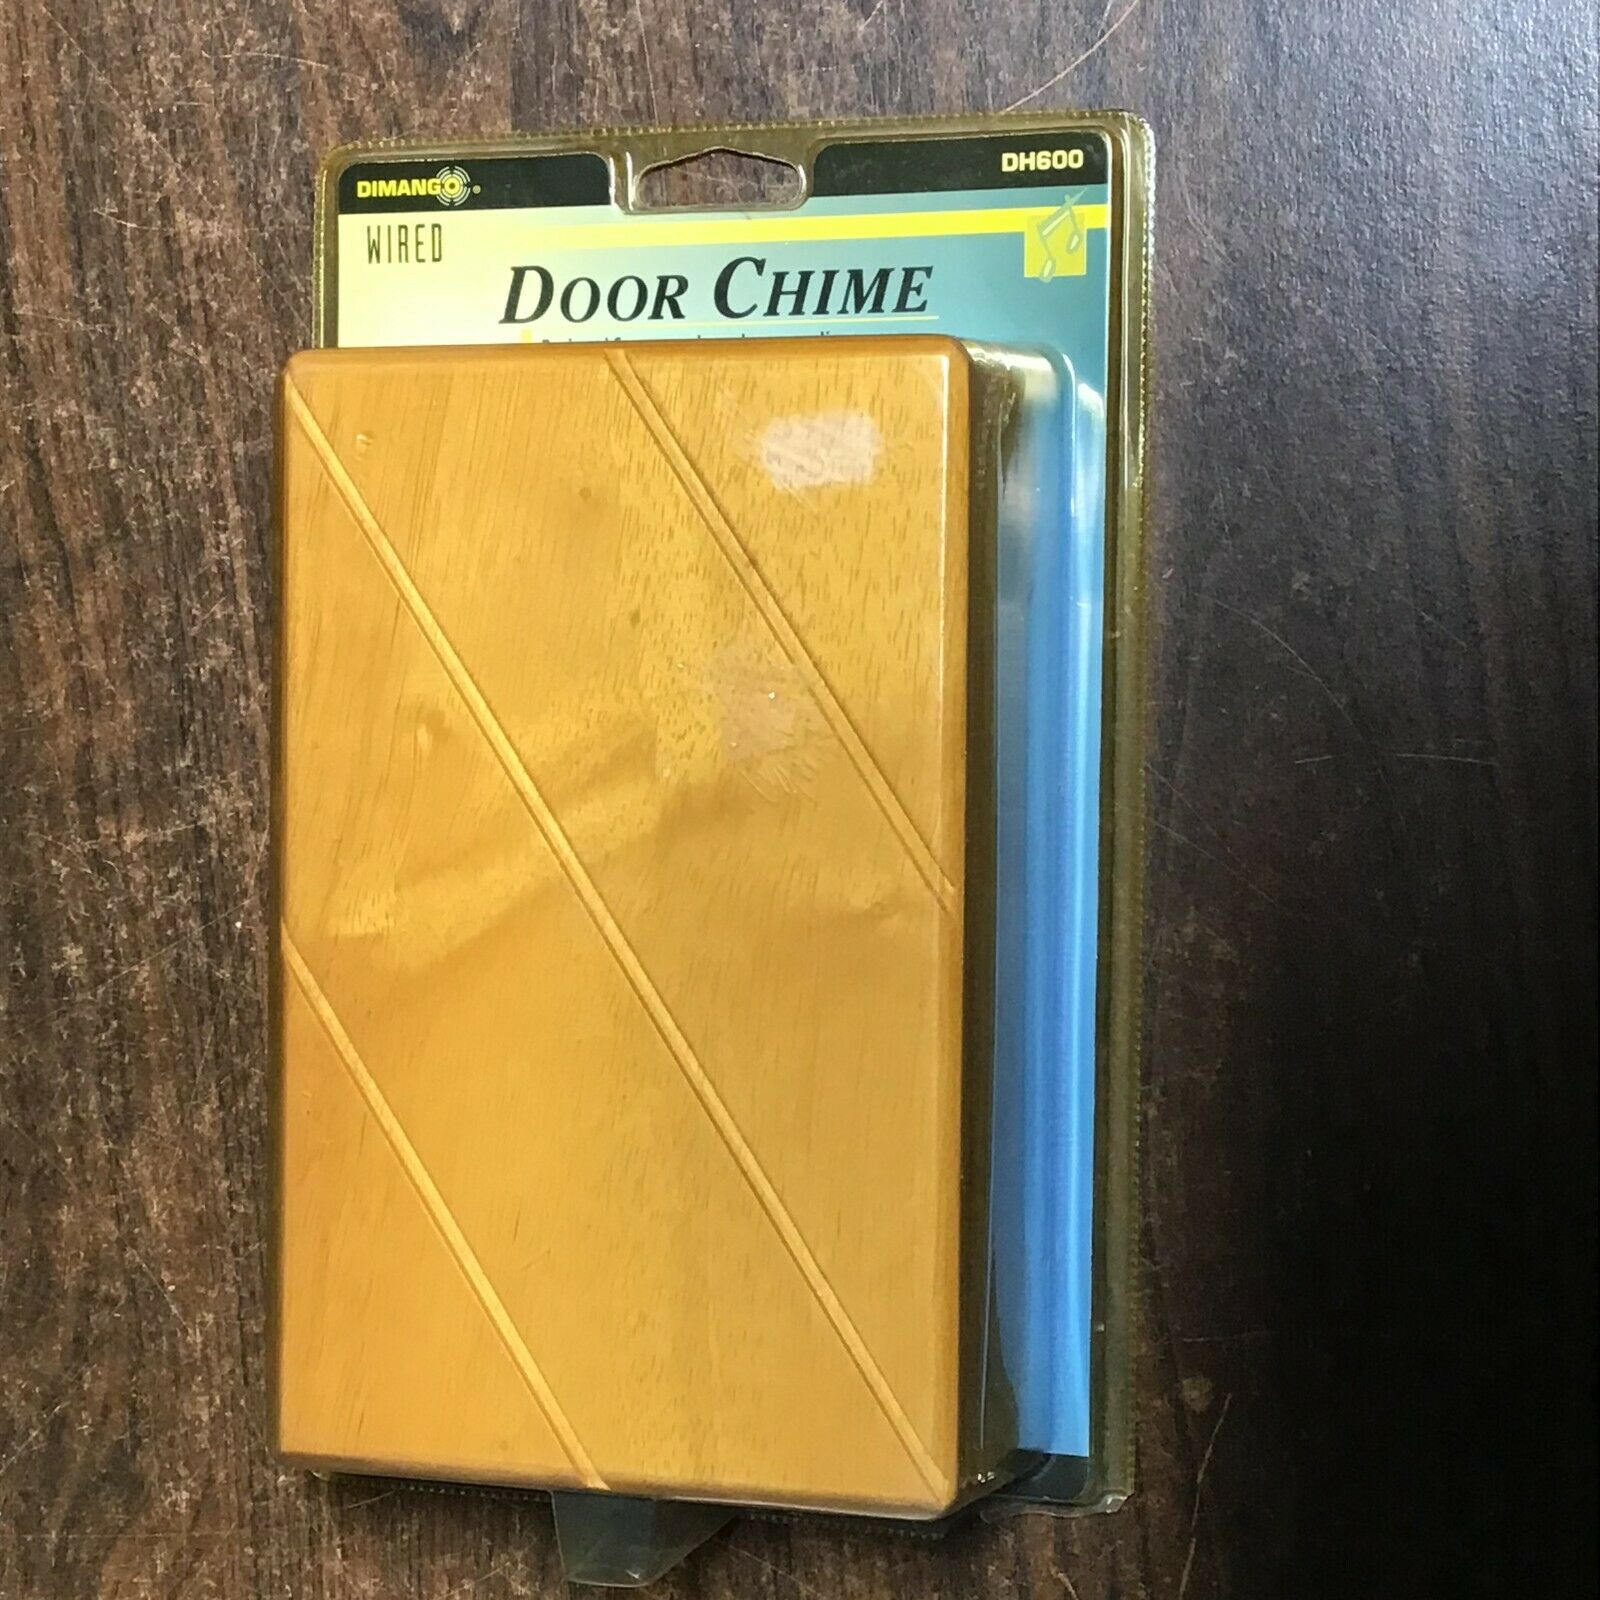 DIMANGO®
DH600
WIRED
DOOR CHIME